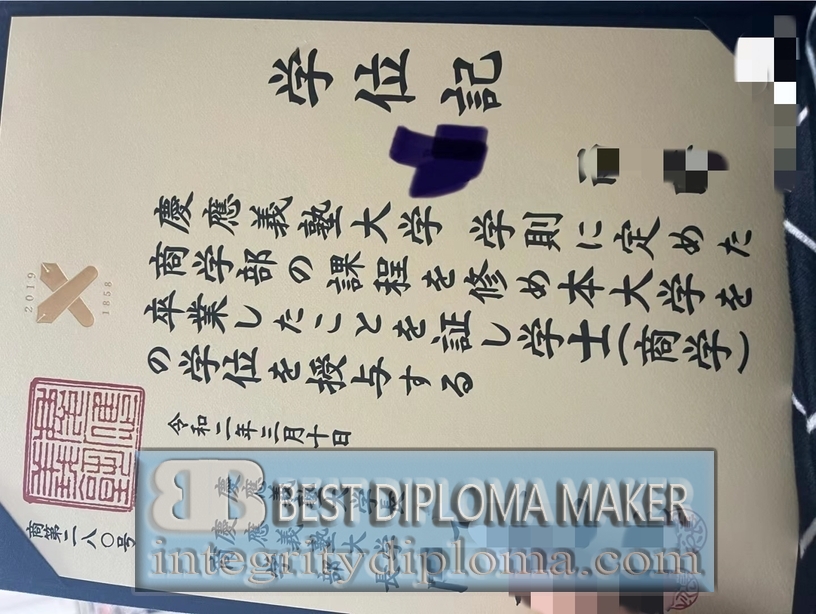 学位記
慶應義塾大学 学則に定めた
商学部の課程を修め本大学を
卒業したことを証し学士(商学)
の学位を授与する
令和二年三月十日
商第二八〇号
2019
1858
BB BEST DIPLOMA MAKER
integritydiploma.com